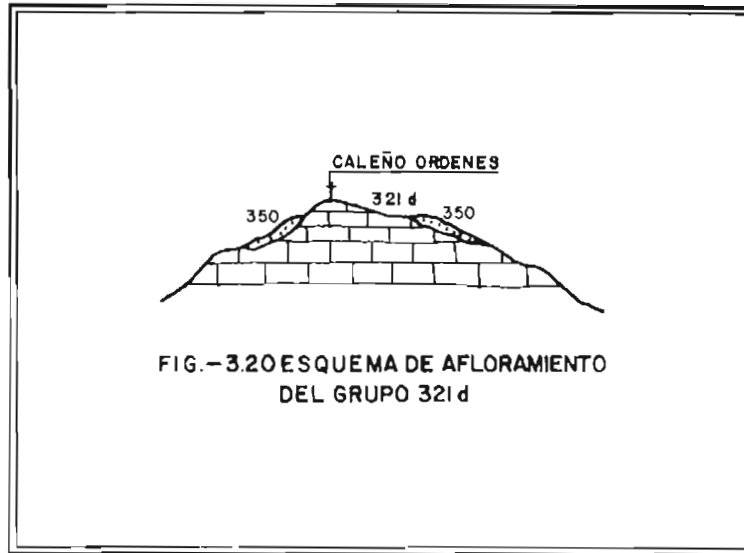 CALEÑO ORDENES
321 d
350
350
FIG.-3.20 ESQUEMA DE AFLORAMIENTO
DEL GRUPO 321 d